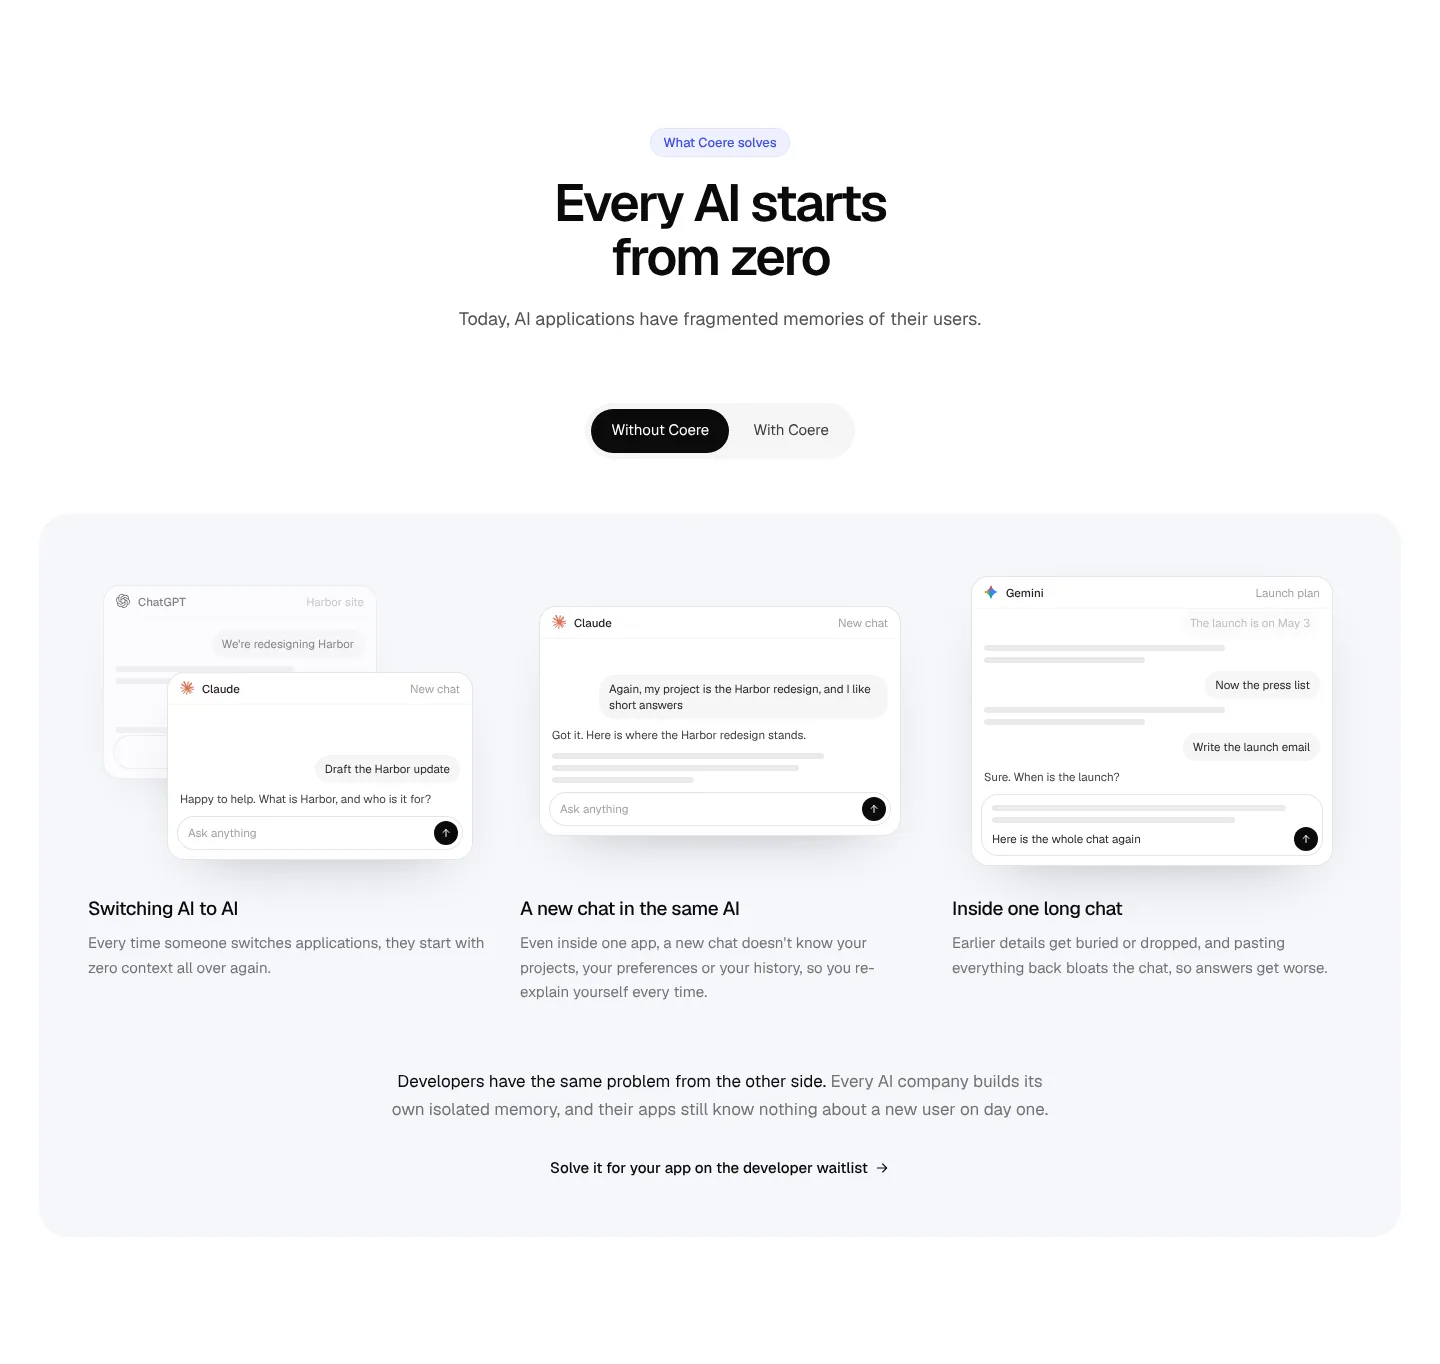 What Coere solves
Every AI starts
from zero
Today, AI applications have fragmented memories of their users.
Without Coere
With Coere
ChatGPT
Harbor site
We're redesigning Harbor
Claude
New chat
Draft the Harbor update
Happy to help. What is Harbor, and who is it for?
Ask anything
Switching AI to AI
Every time someone switches applications, they start with
zero context all over again.
Claude
New chat
Again, my project is the Harbor redesign, and I like
short answers
Got it. Here is where the Harbor redesign stands.
Ask anything
A new chat in the same AI
Even inside one app, a new chat doesn't know your
projects, your preferences or your history, so you re-
explain yourself every time.
Gemini
Launch plan
The launch is on May 3
Now the press list
Write the launch email
Sure. When is the launch?
Here is the whole chat again
Inside one long chat
Earlier details get buried or dropped, and pasting
everything back bloats the chat, so answers get worse.
Developers have the same problem from the other side. Every AI company builds its
own isolated memory, and their apps still know nothing about a new user on day one.
Solve it for your app on the developer waitlist →